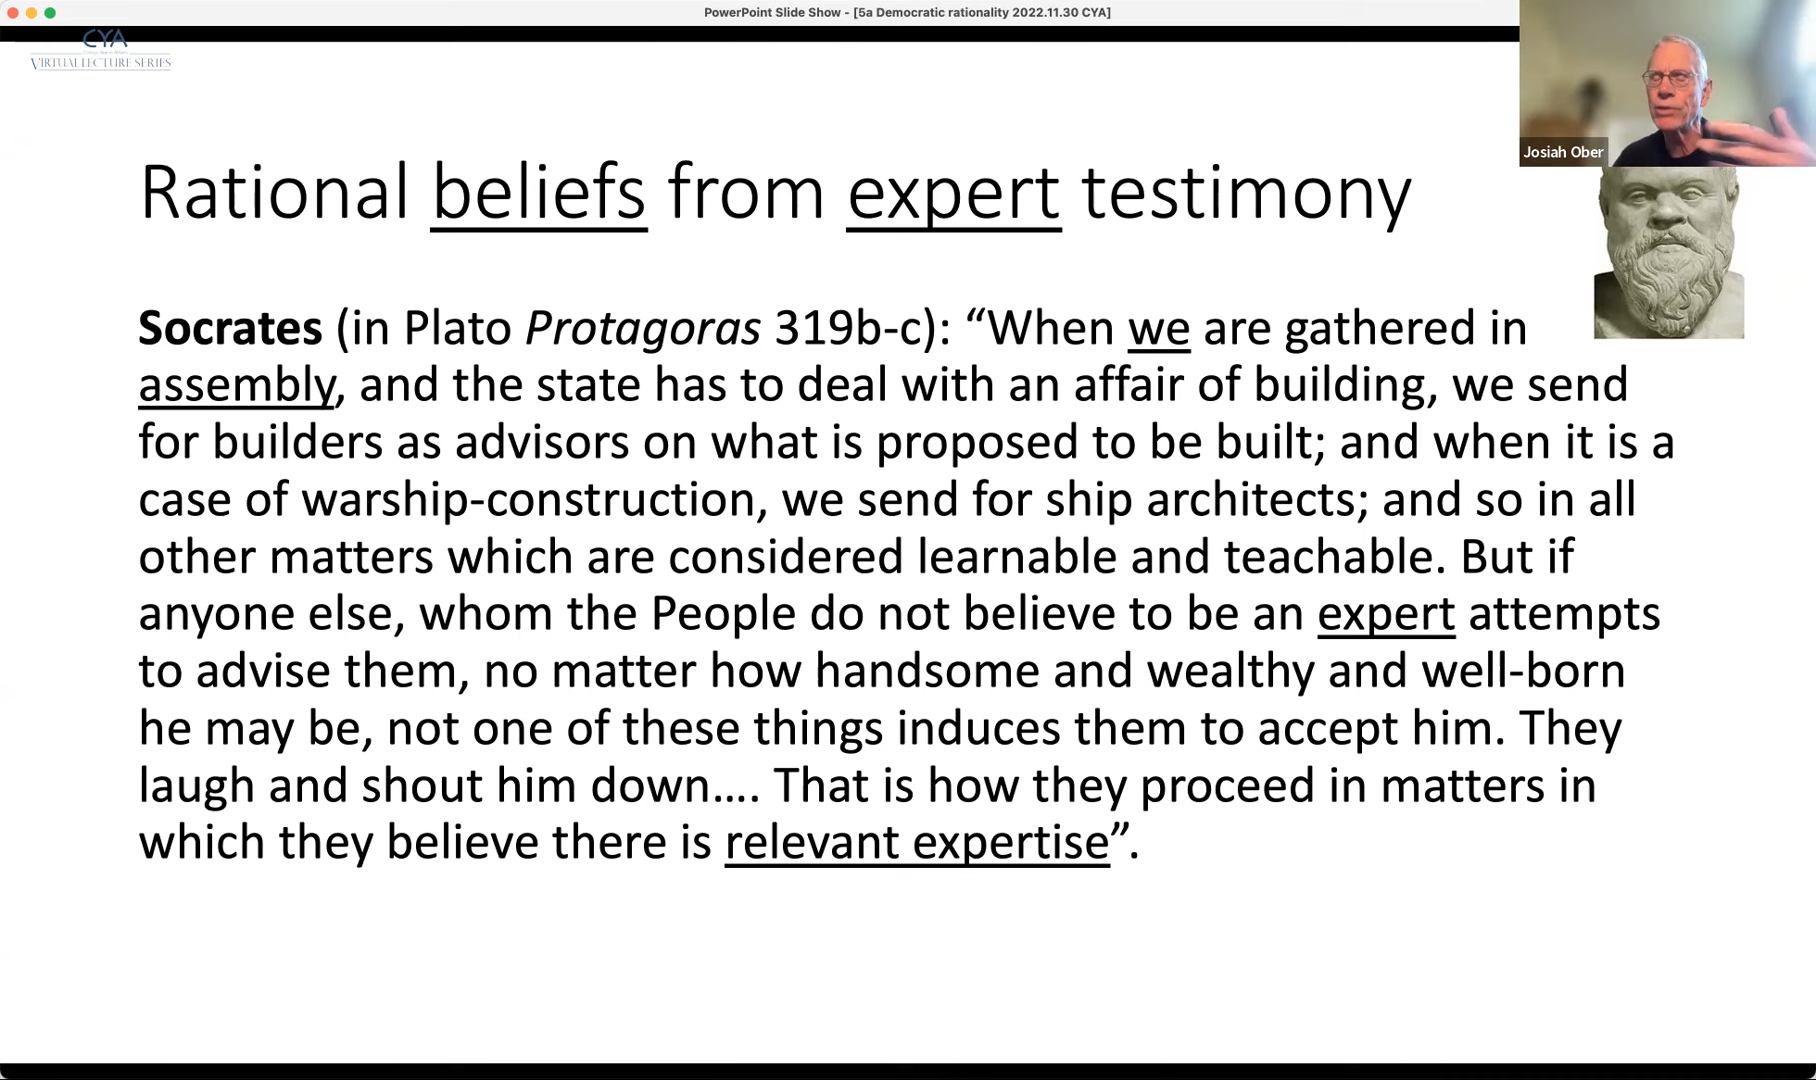 PowerPoint Slide Show - [5a Democratic rationality 2022.11.30 CYA]
CYA
VIRTUAL LECTURE SERIES
Josiah Ober
Rational beliefs from expert testimony
Socrates (in Plato Protagoras 319b-c): “When we are gathered in
assembly, and the state has to deal with an affair of building, we send
for builders as advisors on what is proposed to be built; and when it is a
case of warship-construction, we send for ship architects; and so in all
other matters which are considered learnable and teachable. But if
anyone else, whom the People do not believe to be an expert attempts
to advise them, no matter how handsome and wealthy and well-born
he may be, not one of these things induces them to accept him. They
laugh and shout him down…. That is how they proceed in matters in
which they believe there is relevant expertise”.